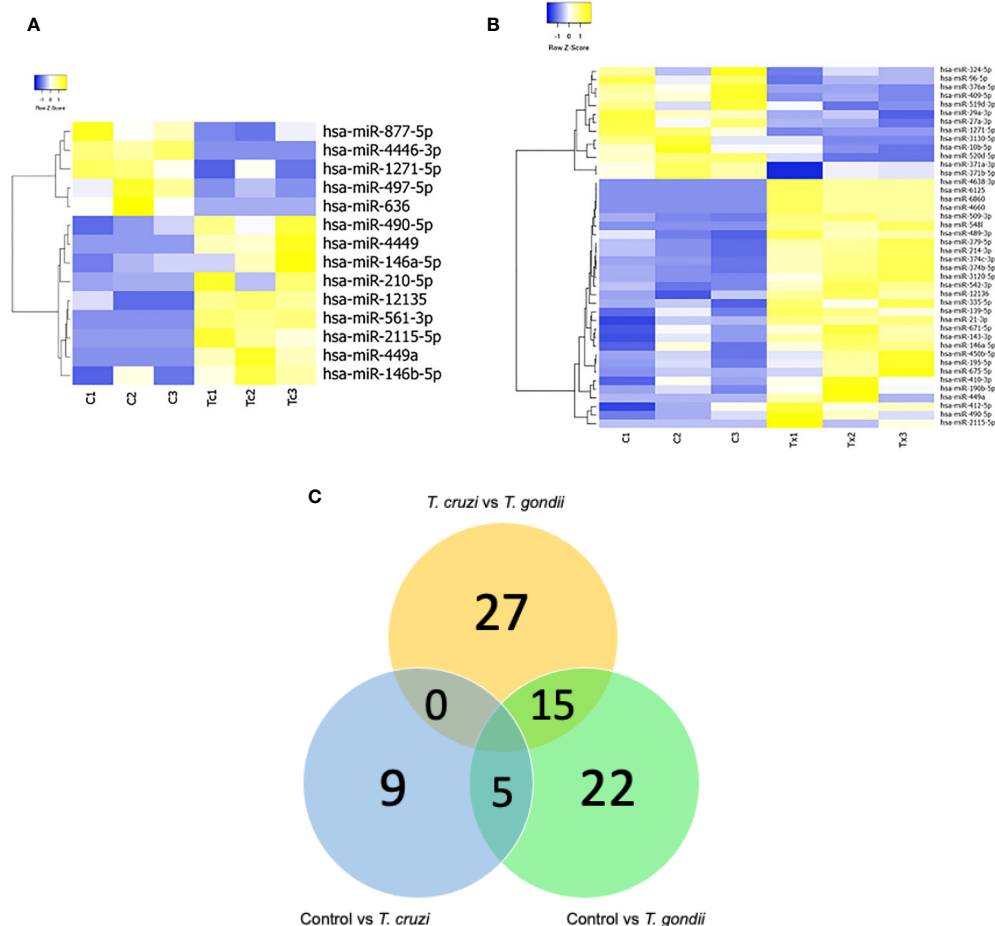 A
-1 0 1
Row Z-Score
hsa-miR-877-5p
hsa-miR-4446-3p
hsa-miR-1271-5p
hsa-miR-497-5p
hsa-miR-636
hsa-miR-490-5p
hsa-miR-4449
hsa-miR-146a-5p
hsa-miR-210-5p
hsa-miR-12135
hsa-miR-561-3p
hsa-miR-2115-5p
hsa-miR-449a
hsa-miR-146b-5p
C1 C2 C3 Tc1 Tc2 Tc3
B
-1 0 1
Row Z-Score
hsa-miR-324-5p
hsa-miR-96-5p
hsa-miR-376a-5p
hsa-miR-409-5p
hsa-miR-519d-3p
hsa-miR-29a-3p
hsa-miR-27a-3p
hsa-miR-1271-5p
hsa-miR-3130-5p
hsa-miR-10b-5p
hsa-miR-520d-5p
hsa-miR-371a-3p
hsa-miR-371b-5p
hsa-miR-4638-3p
hsa-miR-6125
hsa-miR-6860
hsa-miR-4660
hsa-miR-509-3p
hsa-miR-548l
hsa-miR-489-3p
hsa-miR-379-5p
hsa-miR-214-3p
hsa-miR-374c-3p
hsa-miR-374b-5p
hsa-miR-3120-5p
hsa-miR-542-3p
hsa-miR-12136
hsa-miR-335-5p
hsa-miR-139-5p
hsa-miR-21-3p
hsa-miR-671-5p
hsa-miR-143-3p
hsa-miR-146a-5p
hsa-miR-450b-5p
hsa-miR-195-5p
hsa-miR-675-5p
hsa-miR-410-3p
hsa-miR-190b-5p
hsa-miR-449a
hsa-miR-412-5p
hsa-miR-490-5p
hsa-miR-2115-5p
C1 C2 C3 Tx1 Tx2 Tx3
C
T. cruzi vs T. gondii
27
0 15
9 5 22
Control vs T. cruzi
Control vs T. gondii